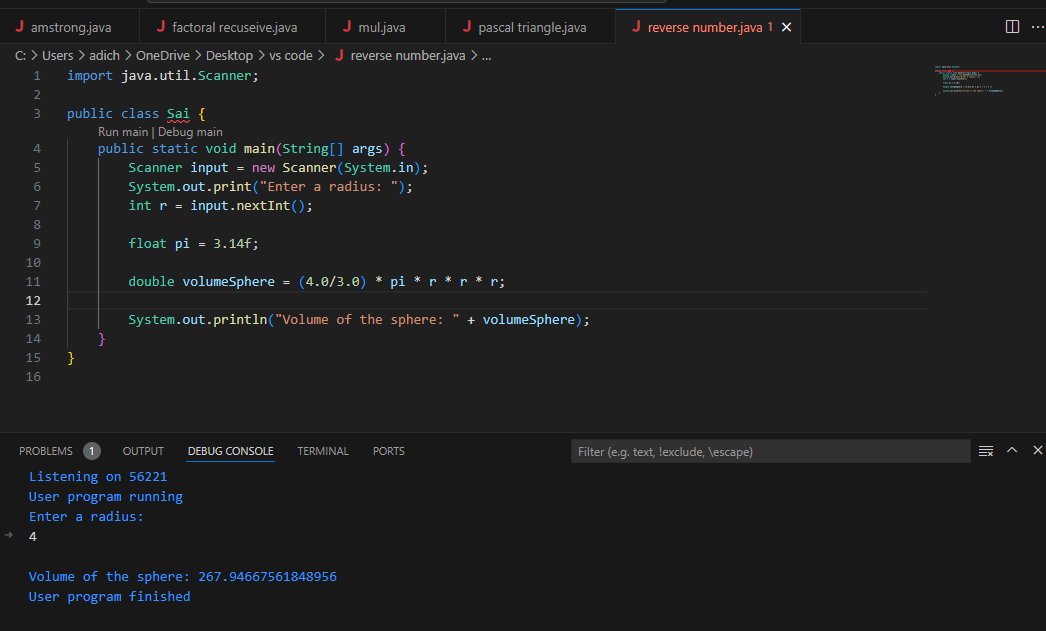 amstrong.java factoral recuseive.java mul.java pascal triangle.java reverse number.java 1
C: > Users > adich > OneDrive > Desktop > vs code > reverse number.java > ...
1 import java.util.Scanner;
2
3 public class Sai {
Run main | Debug main
4 public static void main(String[] args) {
5 Scanner input = new Scanner(System.in);
6 System.out.print("Enter a radius: ");
7 int r = input.nextInt();
8
9 float pi = 3.14f;
10
11 double volumeSphere = (4.0/3.0) * pi * r * r * r;
12
13 System.out.println("Volume of the sphere: " + volumeSphere);
14 }
15 }
16
PROBLEMS 1 OUTPUT DEBUG CONSOLE TERMINAL PORTS Filter (e.g. text, !exclude, \escape)
Listening on 56221
User program running
Enter a radius:
4
Volume of the sphere: 267.94667561848956
User program finished